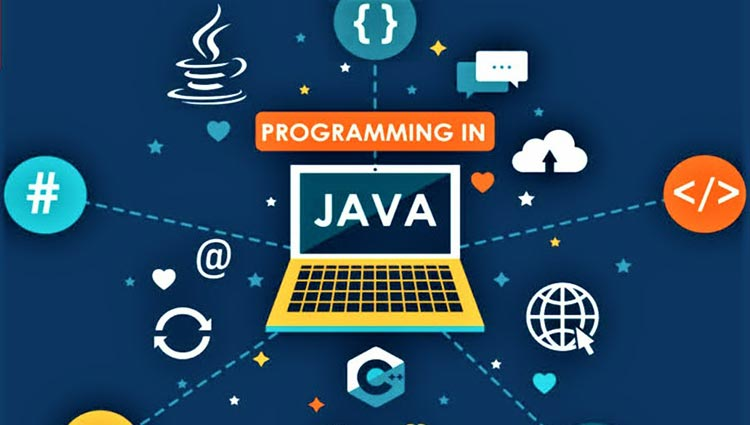 {}
PROGRAMMING IN
#
JAVA
</>
@
C++